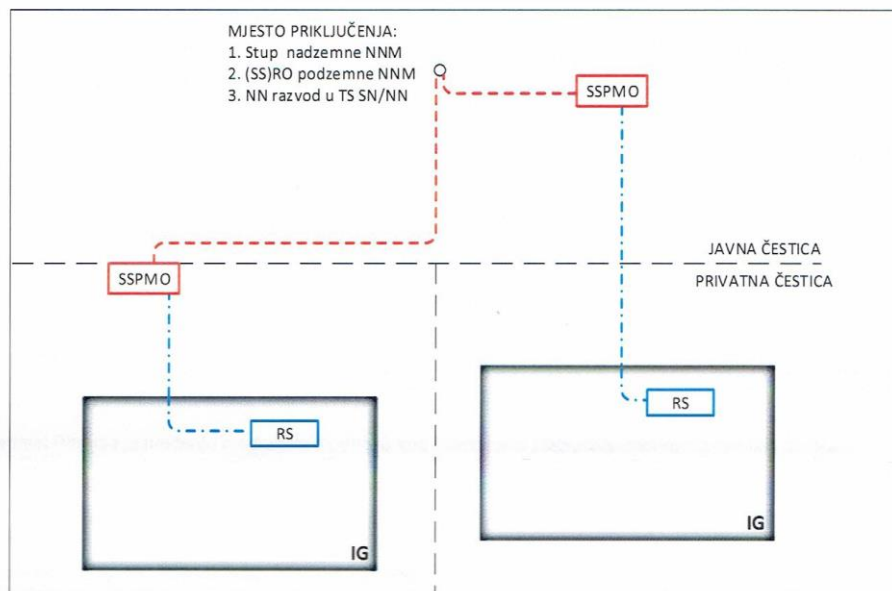 MJESTO PRIKLJUČENJA:
1. Stup nadzemne NNM
2. (SS)RO podzemne NNM
3. NN razvod u TS SN/NN
SSPMO
JAVNA ČESTICA
SSPMO
PRIVATNA ČESTICA
RS
RS
IG
IG